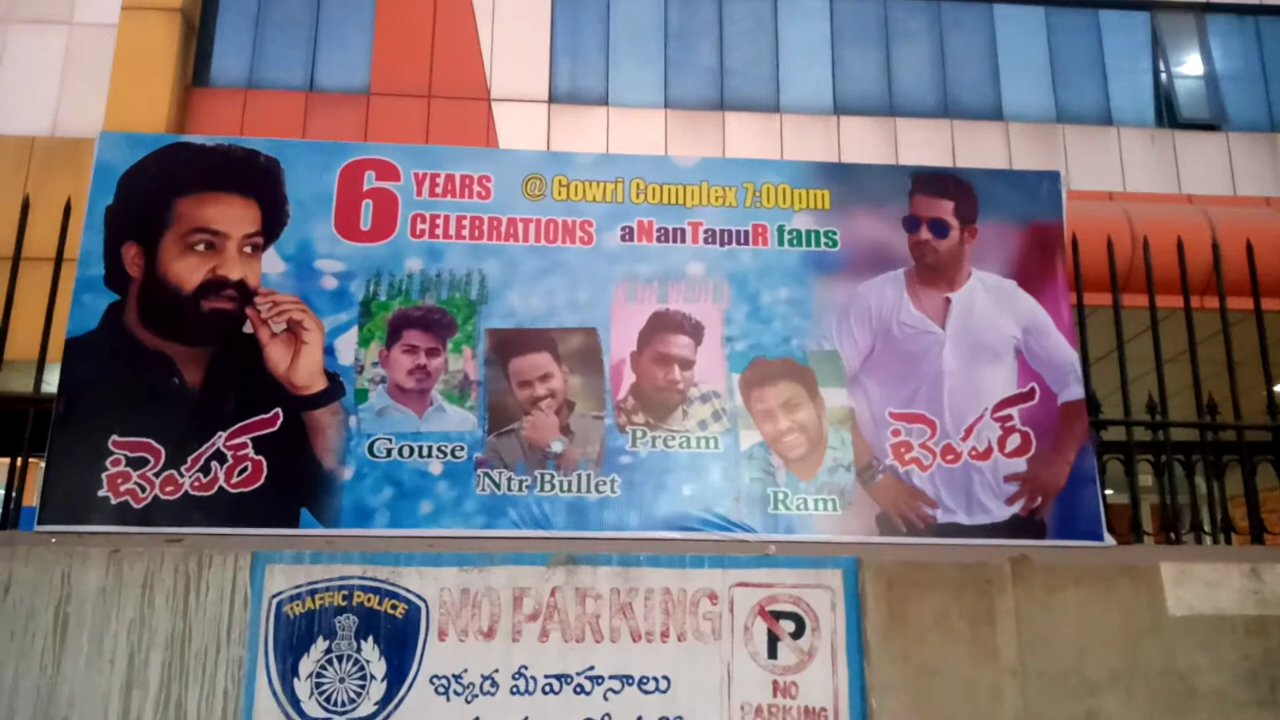 6 YEARS @ Gowri Complex 7:00pm
CELEBRATIONS aNanTapuR fans
Gouse
Ntr Bullet
Pream
Ram
టెంపర్
టెంపర్
TRAFFIC POLICE
NO PARKING
ఇక్కడ మీవాహనాలు
P
NO
PARKING